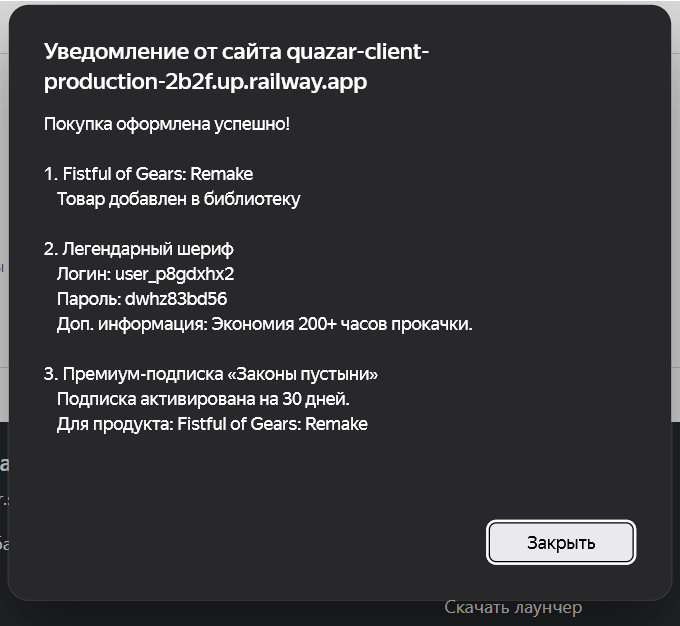 Уведомление от сайта quazar-client-
production-2b2f.up.railway.app
Покупка оформлена успешно!
1. Fistful of Gears: Remake
Товар добавлен в библиотеку
2. Легендарный шериф
Логин: user_p8gdxhx2
Пароль: dwhz83bd56
Доп. информация: Экономия 200+ часов прокачки.
3. Премиум-подписка «Законы пустыни»
Подписка активирована на 30 дней.
Для продукта: Fistful of Gears: Remake
Закрыть
Скачать лаунчер